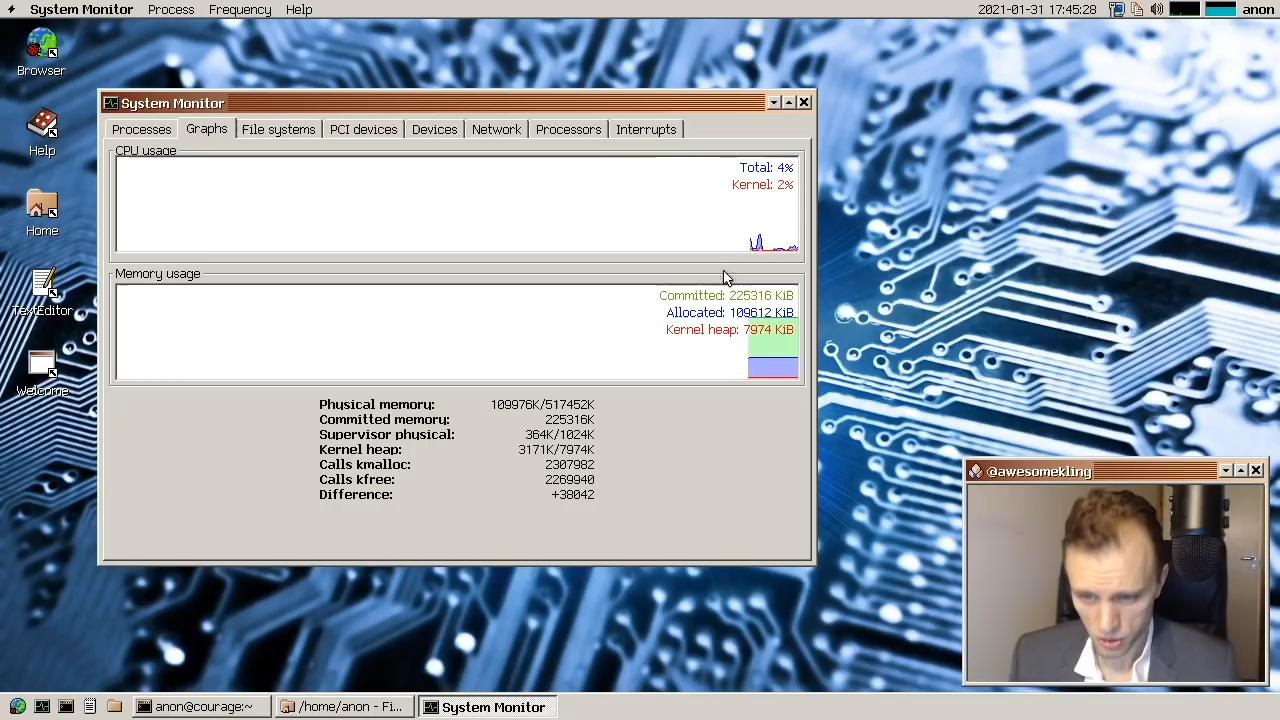 System Monitor Process Frequency Help 2021-01-31 17:45:28 anon
Browser
Help
Home
TextEditor
Welcome
System Monitor
Processes Graphs File systems PCI devices Devices Network Processors Interrupts
CPU usage
Total: 4%
Kernel: 2%
Memory usage
Committed: 225316 KiB
Allocated: 109612 KiB
Kernel heap: 7974 KiB
Physical memory: 109976K/517452K
Committed memory: 225316K
Supervisor physical: 364K/1024K
Kernel heap: 3171K/7974K
Calls kmalloc: 2307982
Calls kfree: 2269940
Difference: +38042
@awesomekling
anon@courage:~ /home/anon - Fi... System Monitor